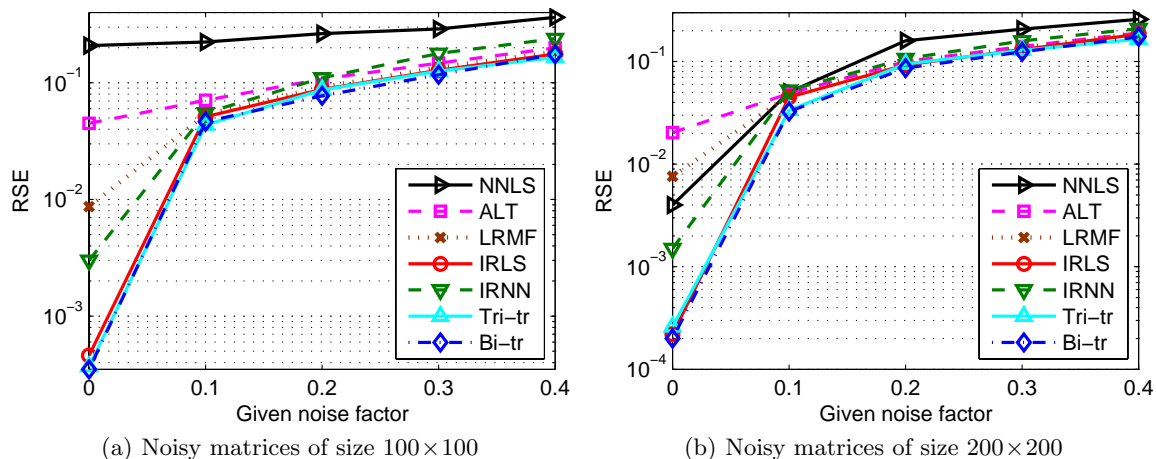 RSE
10⁻¹
10⁻²
10⁻³
NNLS
ALT
LRMF
IRLS
IRNN
Tri−tr
Bi−tr
0 0.1 0.2 0.3 0.4
Given noise factor
(a) Noisy matrices of size 100×100
RSE
10⁻¹
10⁻²
10⁻³
10⁻⁴
NNLS
ALT
LRMF
IRLS
IRNN
Tri−tr
Bi−tr
0 0.1 0.2 0.3 0.4
Given noise factor
(b) Noisy matrices of size 200×200